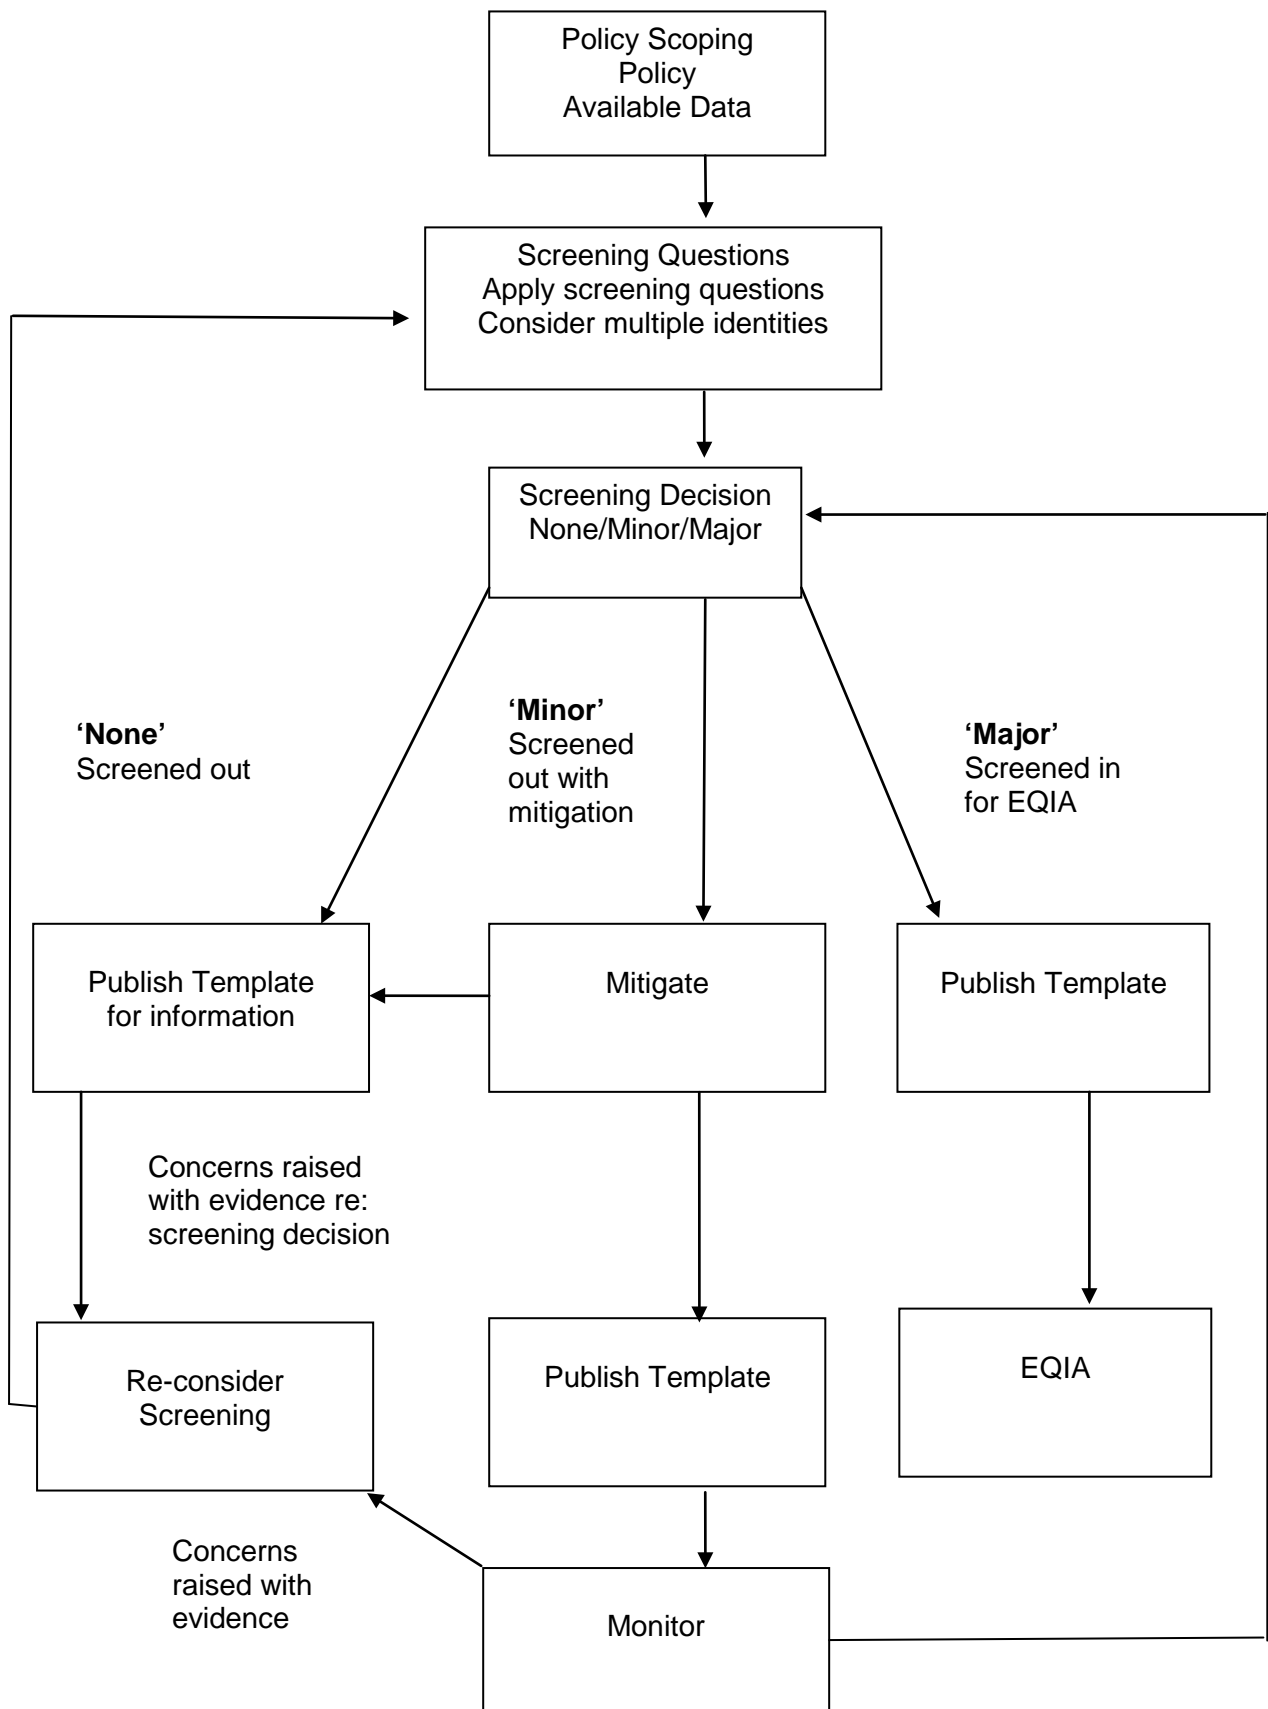 Policy Scoping
Policy
Available Data
Screening Questions
Apply screening questions
Consider multiple identities
Screening Decision
None/Minor/Major
‘None’
Screened out
‘Minor’
Screened
out with
mitigation
‘Major’
Screened in
for EQIA
Publish Template
for information
Mitigate
Publish Template
Concerns raised
with evidence re:
screening decision
Re-consider
Screening
Publish Template
EQIA
Concerns
raised with
evidence
Monitor